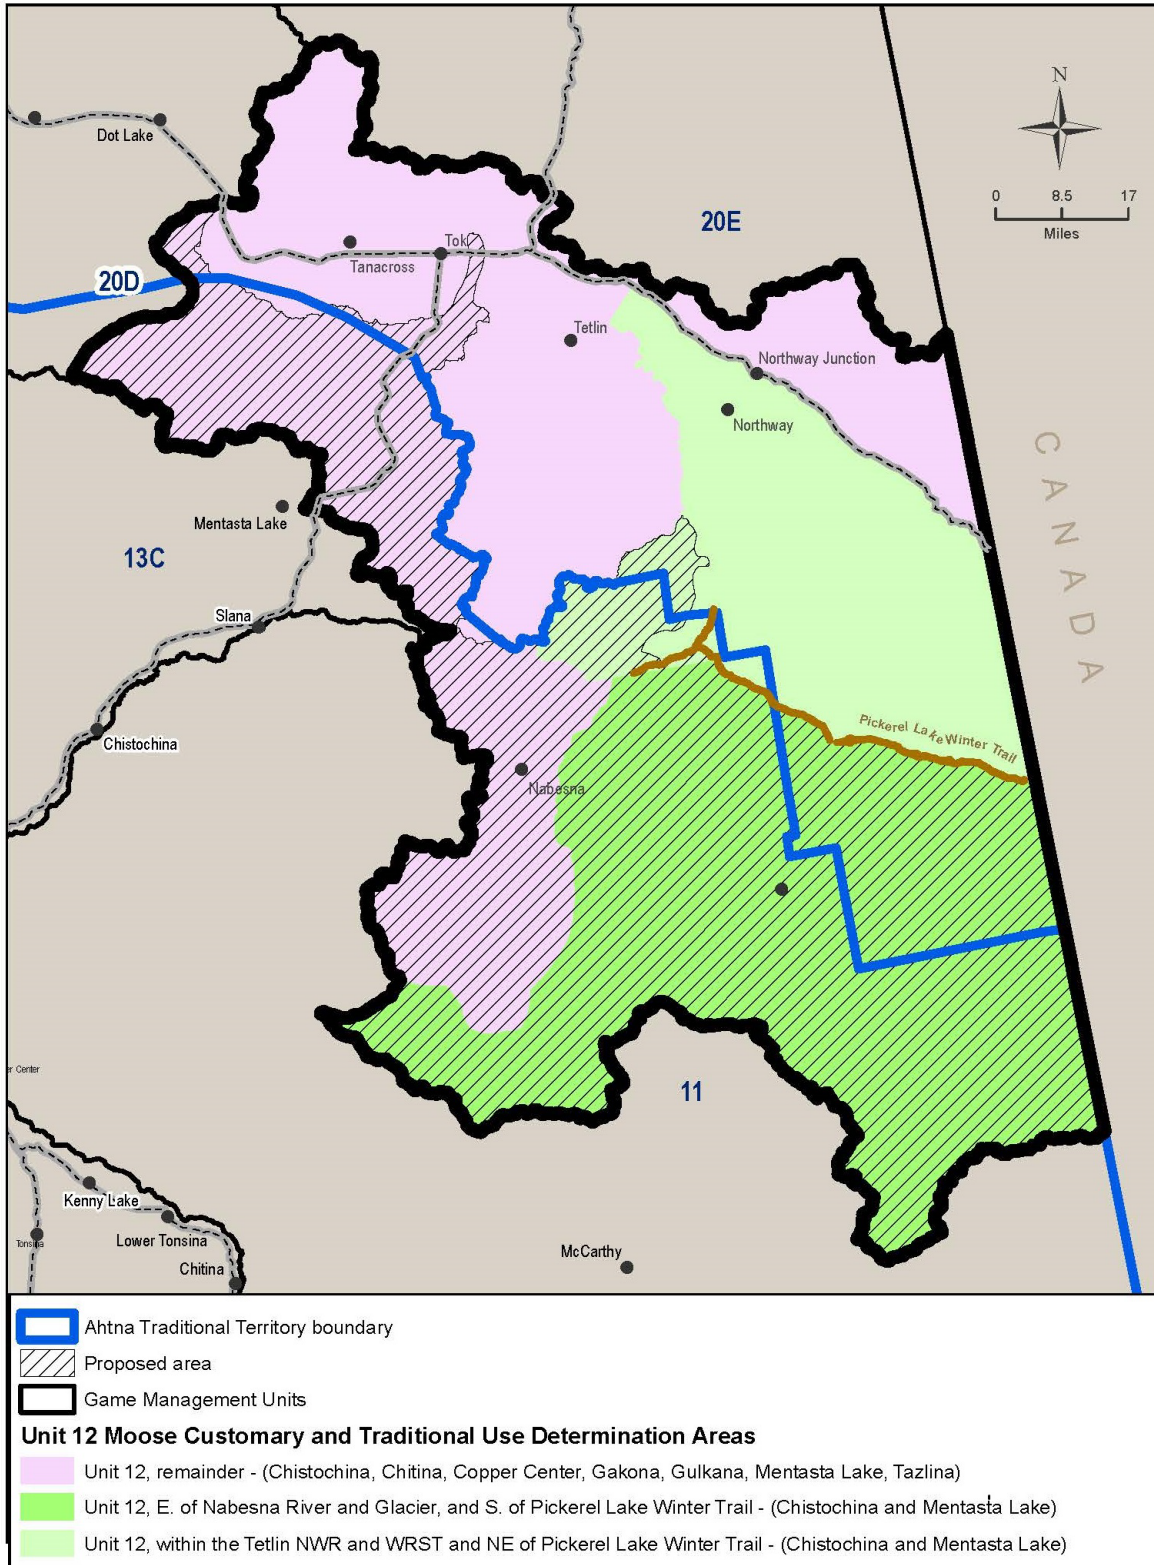 N
0 8.5 17
Miles
Dot Lake
20E
Tok
Tanacross
20D
Tetlin
Northway Junction
Northway
CANADA
Mentasta Lake
13C
Slana
Pickerel Lake Winter Trail
Chistochina
Nabesna
er Center
11
Kenny Lake
Lower Tonsina
Tonsina
McCarthy
Chitina
Ahtna Traditional Territory boundary
Proposed area
Game Management Units
Unit 12 Moose Customary and Traditional Use Determination Areas
Unit 12, remainder - (Chistochina, Chitina, Copper Center, Gakona, Gulkana, Mentasta Lake, Tazlina)
Unit 12, E. of Nabesna River and Glacier, and S. of Pickerel Lake Winter Trail - (Chistochina and Mentasta Lake)
Unit 12, within the Tetlin NWR and WRST and NE of Pickerel Lake Winter Trail - (Chistochina and Mentasta Lake)